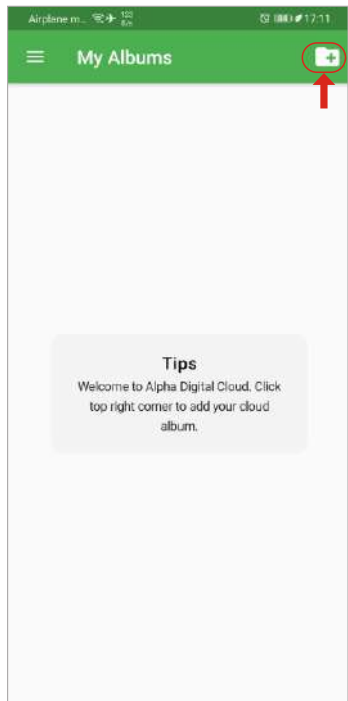 Airplane m...
17:11
My Albums
Tips
Welcome to Alpha Digital Cloud. Click
top right corner to add your cloud
album.